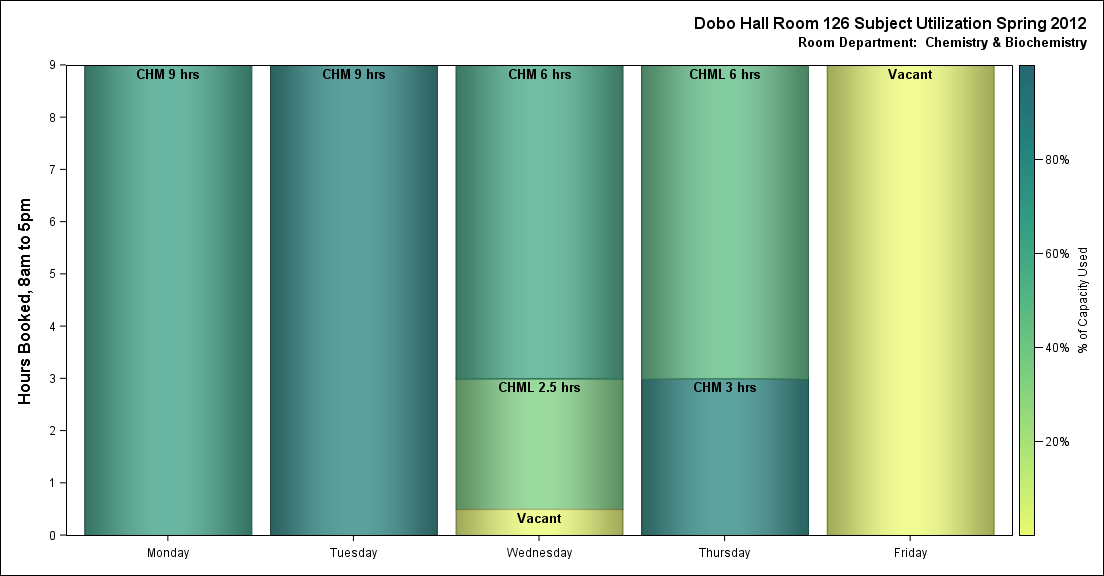 Dobo Hall Room 126 Subject Utilization Spring 2012
Room Department:  Chemistry & Biochemistry
Hours Booked, 8am to 5pm
9
8
7
6
5
4
3
2
1
0
CHM 9 hrs
CHM 9 hrs
CHM 6 hrs
CHML 6 hrs
Vacant
CHML 2.5 hrs
CHM 3 hrs
Vacant
Monday
Tuesday
Wednesday
Thursday
Friday
80%
60%
40%
20%
% of Capacity Used